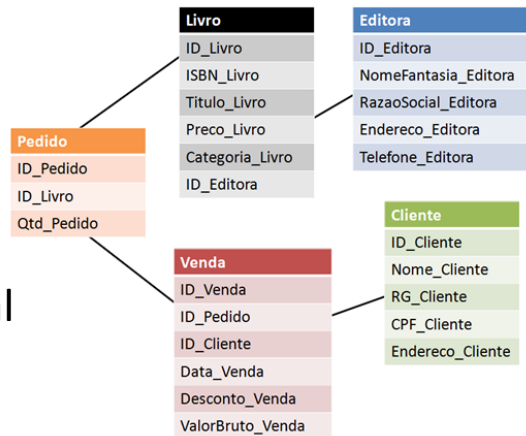 Livro
ID_Livro
ISBN_Livro
Titulo_Livro
Preco_Livro
Categoria_Livro
ID_Editora
Editora
ID_Editora
NomeFantasia_Editora
RazaoSocial_Editora
Endereco_Editora
Telefone_Editora
Pedido
ID_Pedido
ID_Livro
Qtd_Pedido
Venda
ID_Venda
ID_Pedido
ID_Cliente
Data_Venda
Desconto_Venda
ValorBruto_Venda
Cliente
ID_Cliente
Nome_Cliente
RG_Cliente
CPF_Cliente
Endereco_Cliente